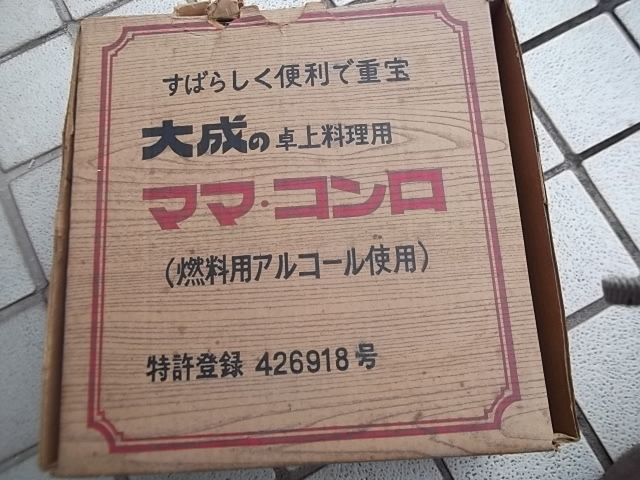 すばらしく便利で重宝
大成の卓上料理用
ママ・コンロ
(燃料用アルコール使用)
特許登録 426918号